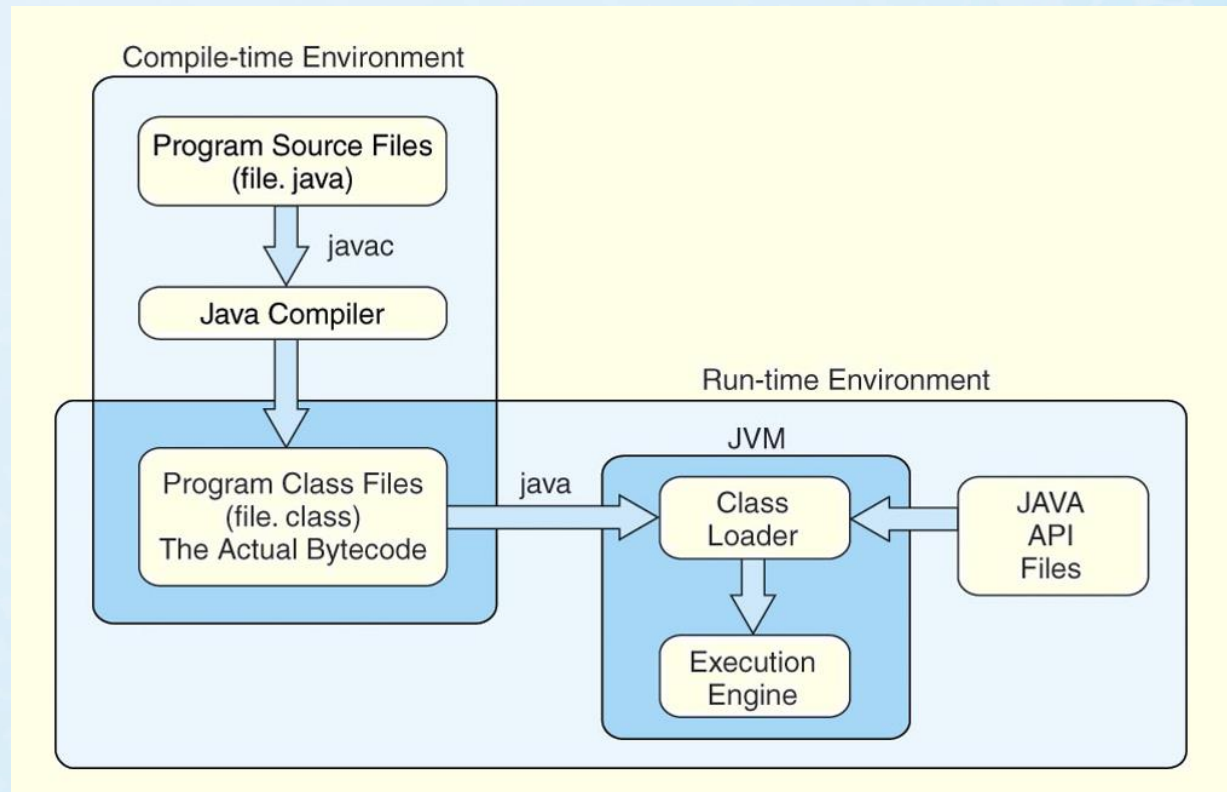 Compile-time Environment
Program Source Files
(file. java)
javac
Java Compiler
Run-time Environment
JVM
Program Class Files
(file. class)
The Actual Bytecode
java
Class
Loader
JAVA
API
Files
Execution
Engine